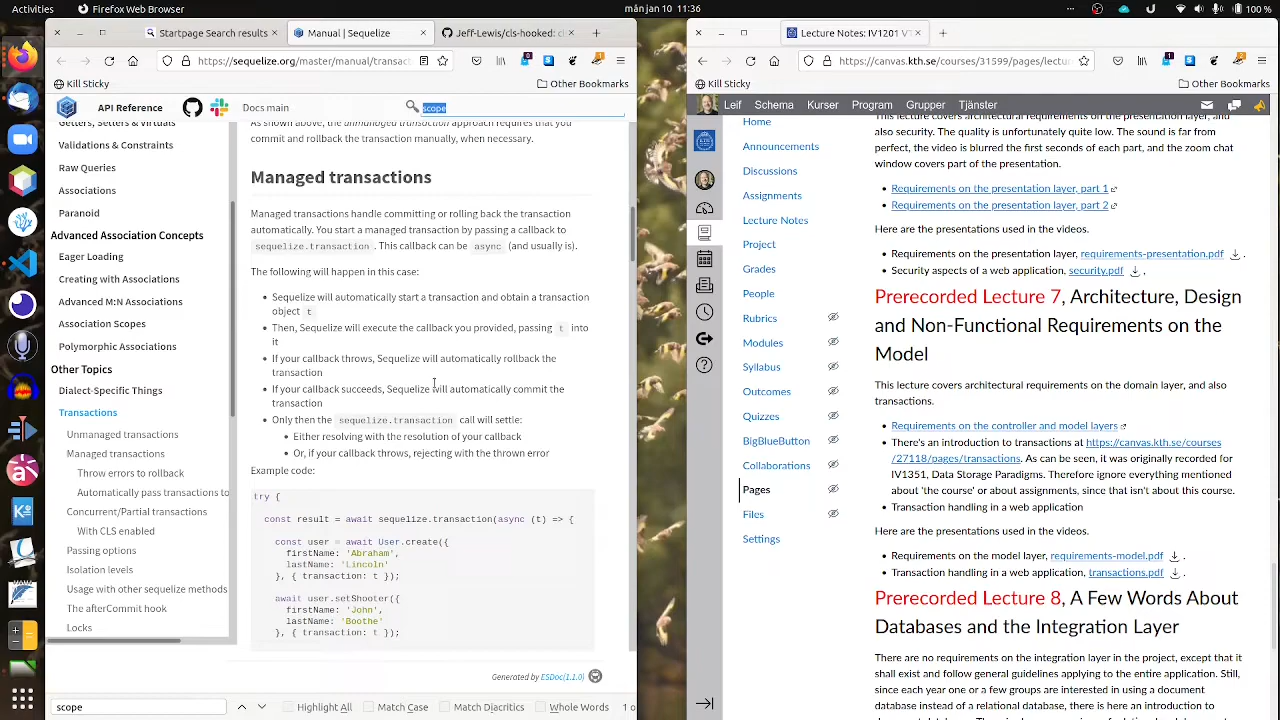 Activities
Firefox Web Browser
mån 10 jan 11:36
100 %
Startpage Search results
Manual | Sequelize
Jeff-Lewis/cls-hooked: cl
https://sequelize.org/master/manual/transact
Kill Sticky
Other Bookmarks
API Reference
Docs main
scope
Getters, Setters & Virtuals
Validations & Constraints
Raw Queries
Associations
Paranoid
Advanced Association Concepts
Eager Loading
Creating with Associations
Advanced M:N Associations
Association Scopes
Polymorphic Associations
Other Topics
Dialect-Specific Things
Transactions
Unmanaged transactions
Managed transactions
Throw errors to rollback
Automatically pass transactions to
Concurrent/Partial transactions
With CLS enabled
Passing options
Isolation levels
Usage with other sequelize methods
The afterCommit hook
Locks
As shown above, the unmanaged transaction approach requires that you
commit and rollback the transaction manually, when necessary.
Managed transactions
Managed transactions handle committing or rolling back the transaction
automatically. You start a managed transaction by passing a callback to
sequelize.transaction . This callback can be async (and usually is).
The following will happen in this case:
Sequelize will automatically start a transaction and obtain a transaction
object t
Then, Sequelize will execute the callback you provided, passing t into
it
If your callback throws, Sequelize will automatically rollback the
transaction
If your callback succeeds, Sequelize will automatically commit the
transaction
Only then the sequelize.transaction call will settle:
Either resolving with the resolution of your callback
Or, if your callback throws, rejecting with the thrown error
Example code:
try {
const result = await sequelize.transaction(async (t) => {
const user = await User.create({
firstName: 'Abraham',
lastName: 'Lincoln'
}, { transaction: t });
await user.setShooter({
firstName: 'John',
lastName: 'Boothe'
}, { transaction: t });
Generated by ESDoc(1.1.0)
scope
Highlight All
Match Case
Match Diacritics
Whole Words
1 o
Lecture Notes: IV1201 VT
https://canvas.kth.se/courses/31599/pages/lectur
Kill Sticky
Other Bookmarks
Leif
Schema
Kurser
Program
Grupper
Tjänster
Home
Announcements
Discussions
Assignments
Lecture Notes
Project
Grades
People
Rubrics
Modules
Syllabus
Outcomes
Quizzes
BigBlueButton
Collaborations
Pages
Files
Settings
This lecture covers architectural requirements on the presentation layer, and
also security. The quality is unfortunately quite low. The sound is far from
perfect, the video is blurred the first seconds of each part, and the zoom chat
window covers part of the presentation.
Requirements on the presentation layer, part 1
Requirements on the presentation layer, part 2
Here are the presentations used in the videos.
Requirements on the presentation layer, requirements-presentation.pdf .
Security aspects of a web application, security.pdf .
Prerecorded Lecture 7, Architecture, Design
and Non-Functional Requirements on the
Model
This lecture covers architectural requirements on the domain layer, and also
transactions.
Requirements on the controller and model layers
There's an introduction to transactions at https://canvas.kth.se/courses
/27118/pages/transactions. As can be seen, it was originally recorded for
IV1351, Data Storage Paradigms. Therefore ignore everything mentioned
about 'the course' or about assignments, since that isn't about this course.
Transaction handling in a web application
Here are the presentations used in the videos.
Requirements on the model layer, requirements-model.pdf .
Transaction handling in a web application, transactions.pdf .
Prerecorded Lecture 8, A Few Words About
Databases and the Integration Layer
There are no requirements on the integration layer in the project, except that it
shall exist and follow general guidelines applying to the entire application. Still,
since each year one or a few groups are interested in using a document
database instead of a relational database, there is here an introduction to